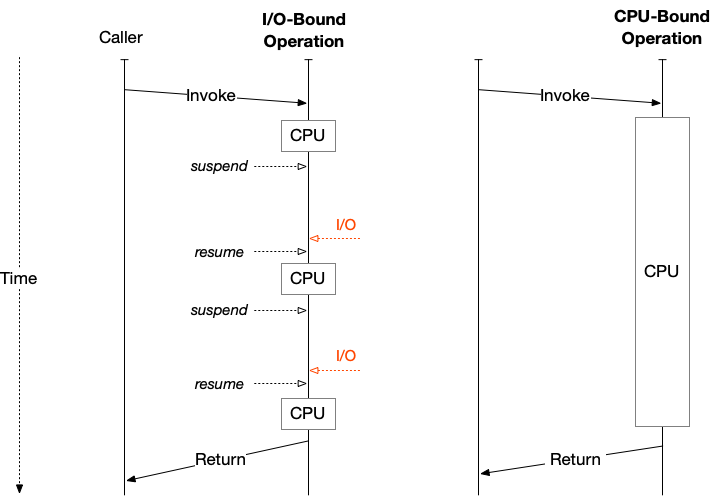 Caller
I/O-Bound
Operation
CPU-Bound
Operation
Invoke
Invoke
CPU
suspend
I/O
resume
Time
CPU
CPU
suspend
I/O
resume
CPU
Return
Return